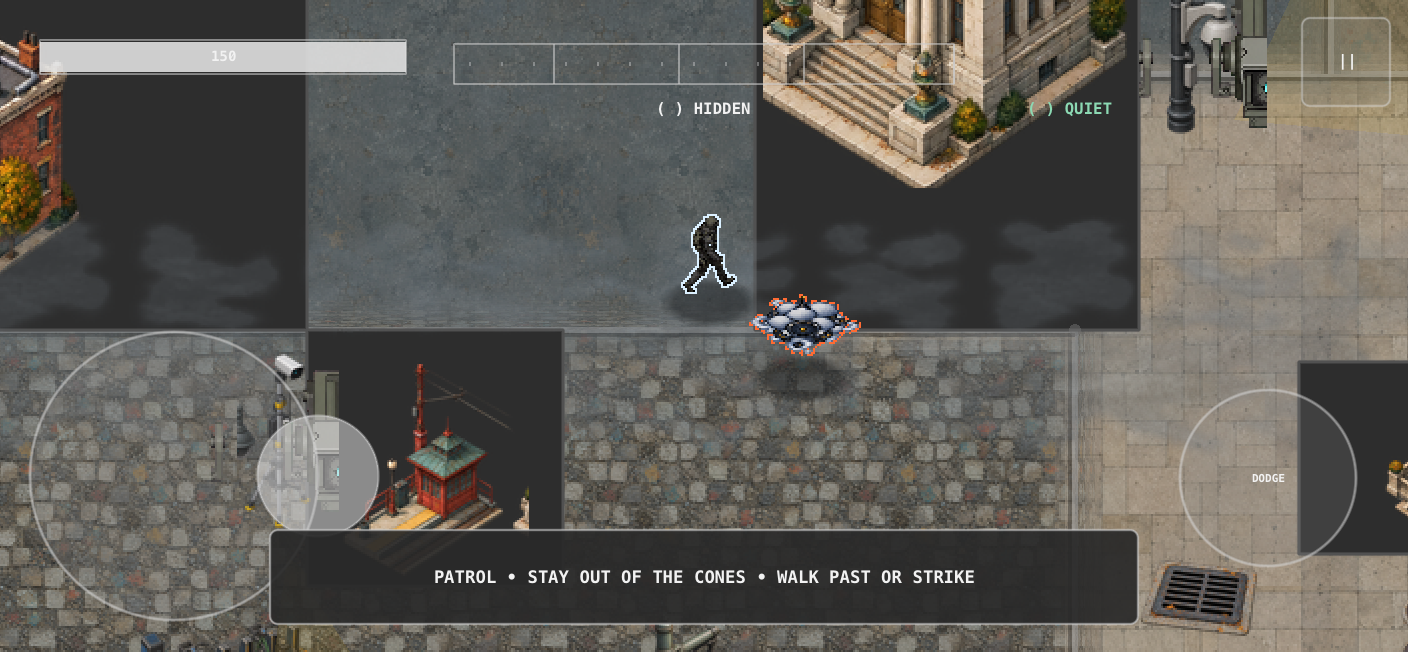 150
||
( ) HIDDEN
( ) QUIET
DODGE
PATROL • STAY OUT OF THE CONES • WALK PAST OR STRIKE